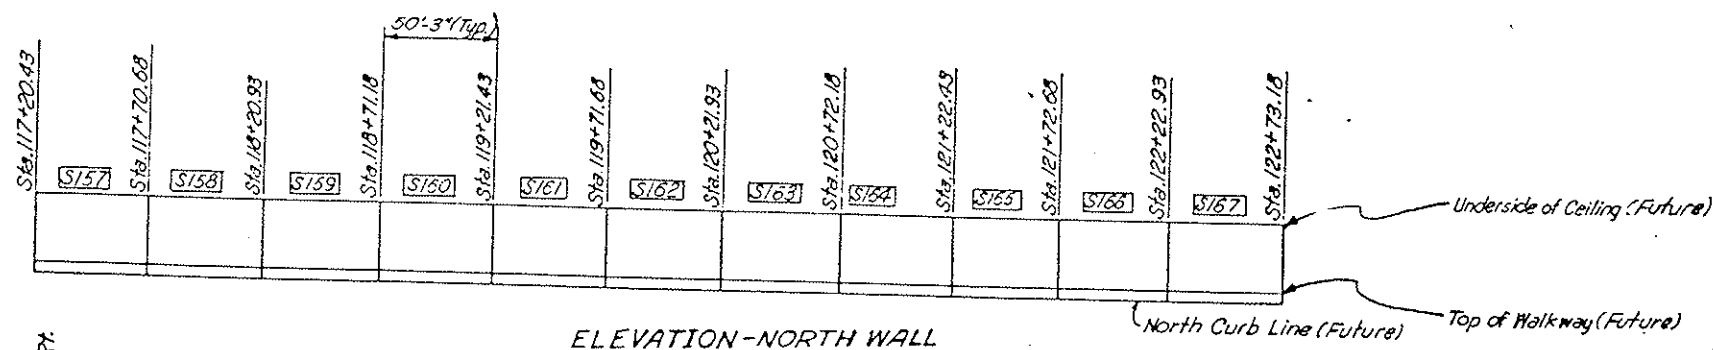 50'-3"(Typ.)
Sta.117+20.43
Sta.117+70.68
Sta.118+20.93
Sta.118+71.18
Sta.119+21.43
Sta.119+71.68
Sta.120+21.93
Sta.120+72.18
Sta.121+22.43
Sta.121+72.68
Sta.122+22.93
Sta.122+73.18
S157
S158
S159
S160
S161
S162
S163
S164
S165
S166
S167
Underside of Ceiling (Future)
Top of Walkway (Future)
North Curb Line (Future)
ELEVATION-NORTH WALL